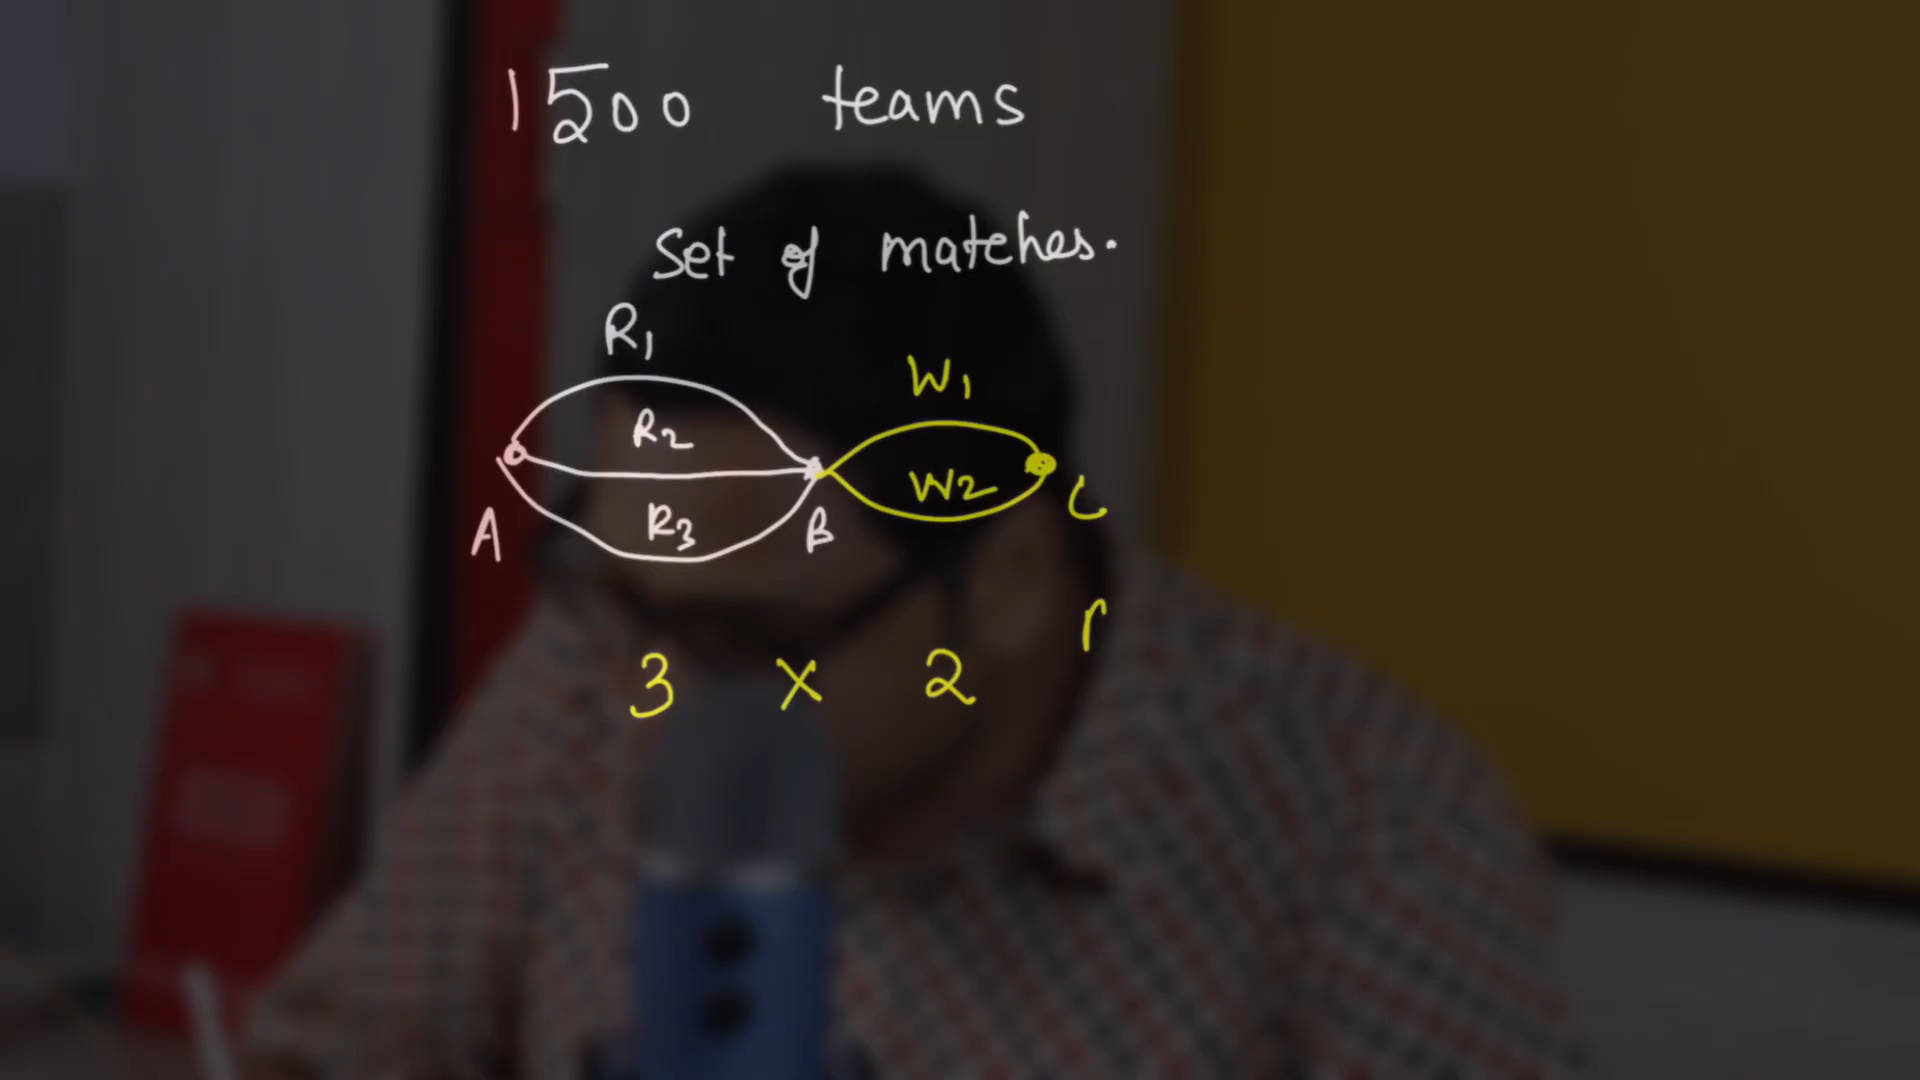 1500 teams
Set of matches.
R1
W1
R2
W2
R3
A
B
C
3 x 2